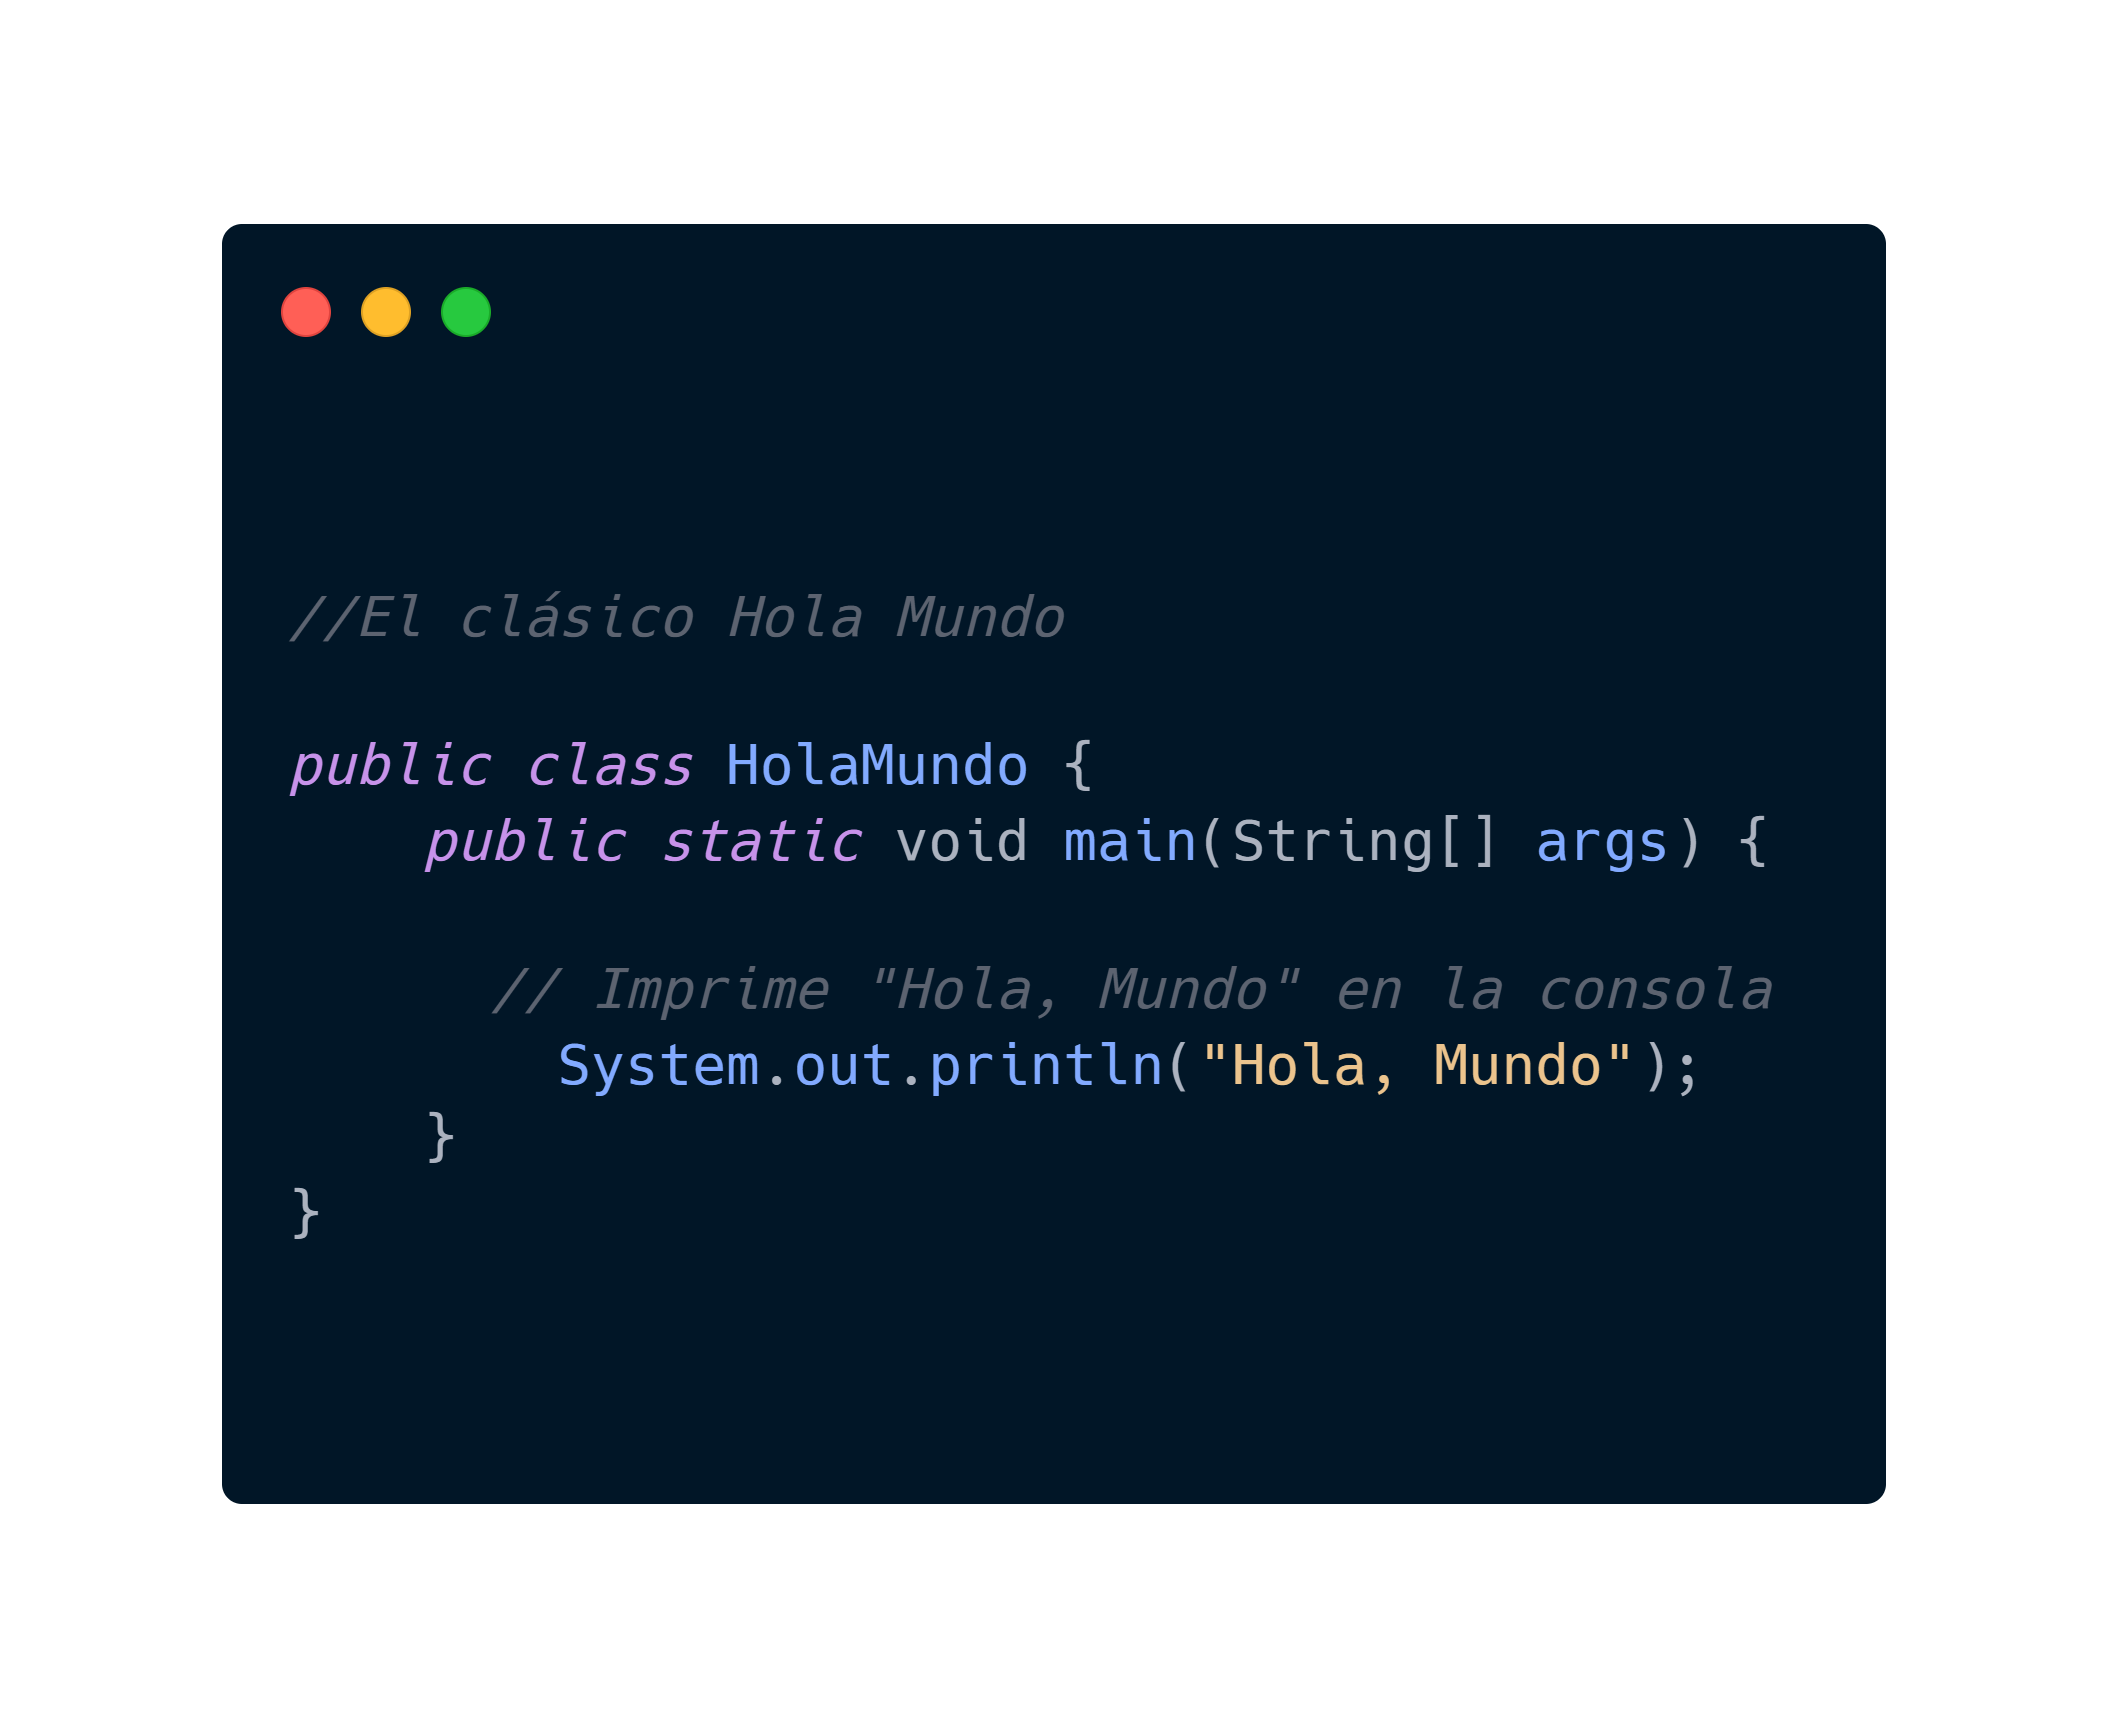 //El clásico Hola Mundo
public class HolaMundo {
public static void main(String[] args) {
// Imprime "Hola, Mundo" en la consola
System.out.println("Hola, Mundo");
}
}